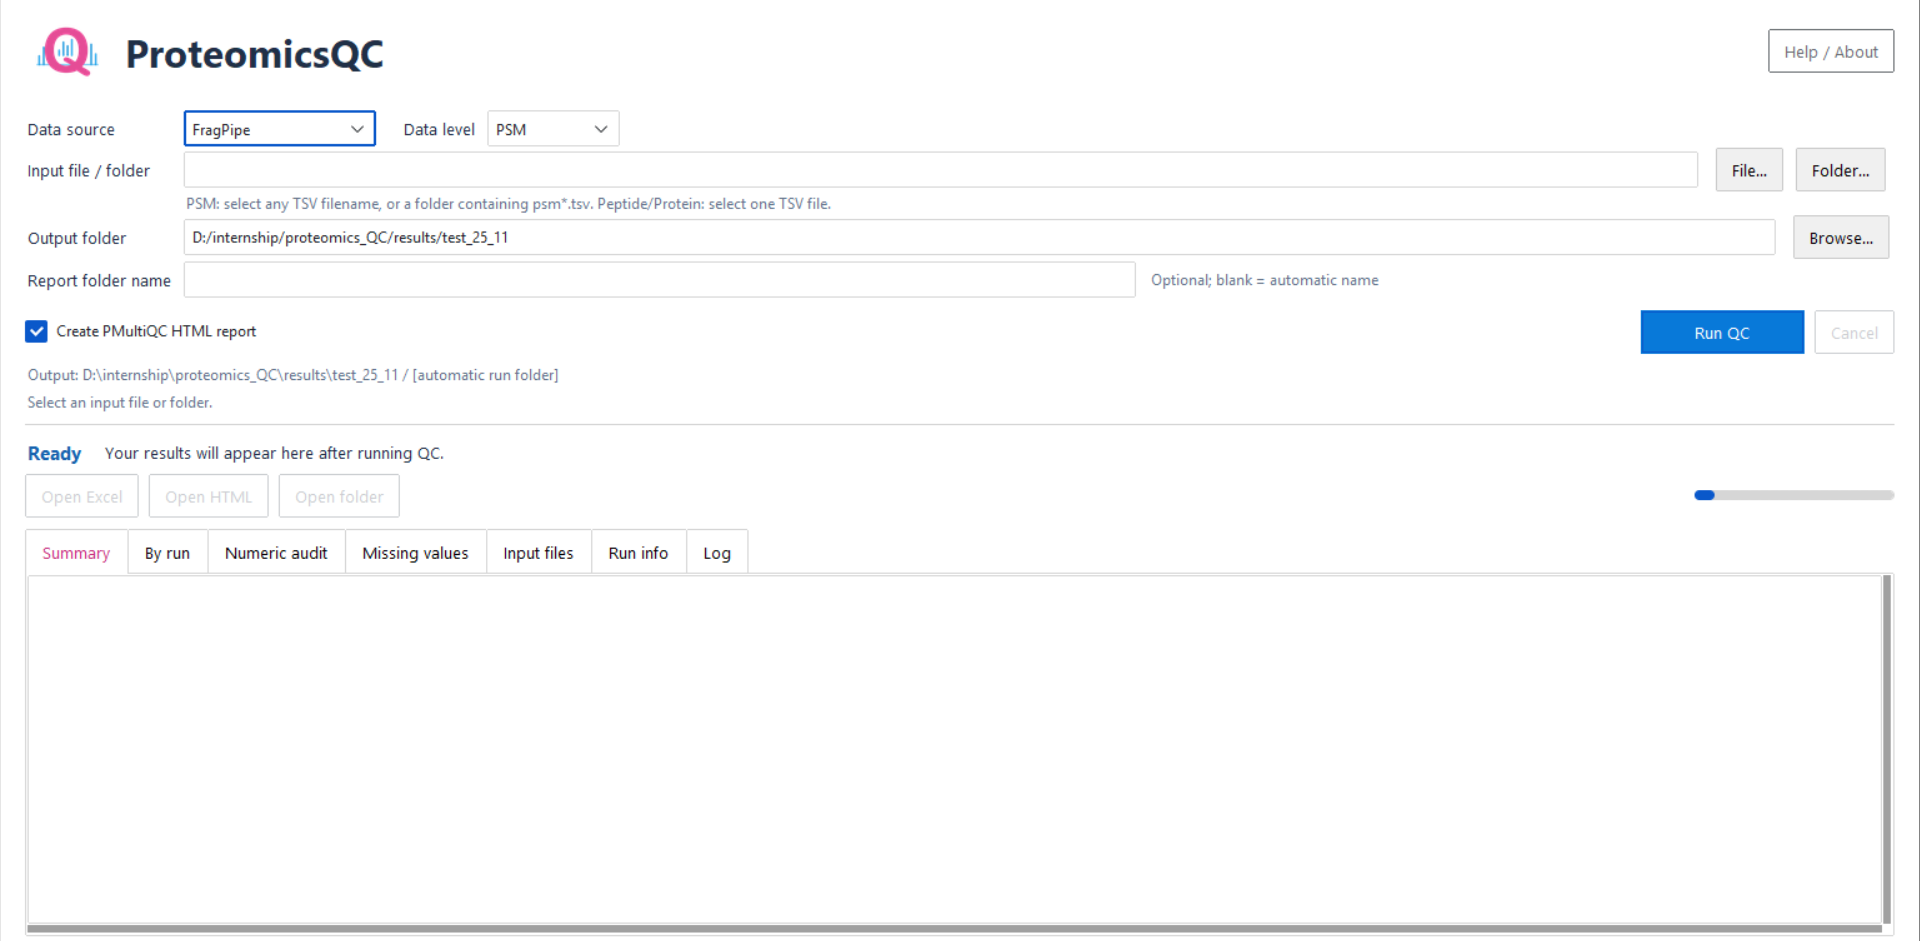 ProteomicsQC
Help / About
Data source FragPipe Data level PSM
Input file / folder File... Folder...
PSM: select any TSV filename, or a folder containing psm*.tsv. Peptide/Protein: select one TSV file.
Output folder D:/internship/proteomics_QC/results/test_25_11 Browse...
Report folder name Optional; blank = automatic name
Create PMultiQC HTML report Run QC Cancel
Output: D:\internship\proteomics_QC\results\test_25_11 / [automatic run folder]
Select an input file or folder.
Ready Your results will appear here after running QC.
Open Excel Open HTML Open folder
Summary By run Numeric audit Missing values Input files Run info Log